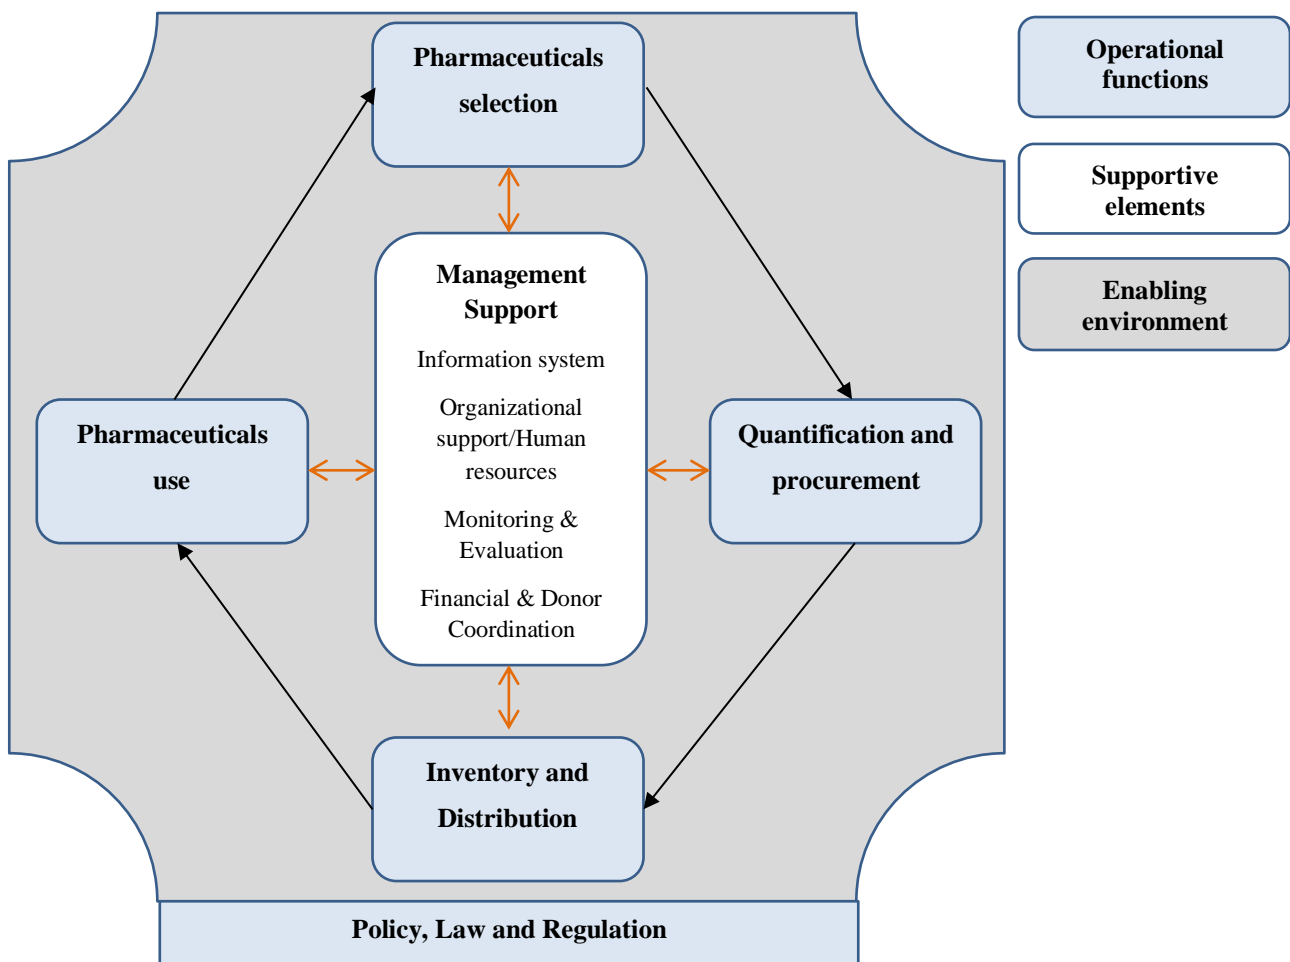 Pharmaceuticals
selection
Operational
functions
Supportive
elements
Enabling
environment
Management
Support
Information system
Organizational
support/Human
resources
Monitoring &
Evaluation
Financial & Donor
Coordination
Pharmaceuticals
use
Quantification and
procurement
Inventory and
Distribution
Policy, Law and Regulation